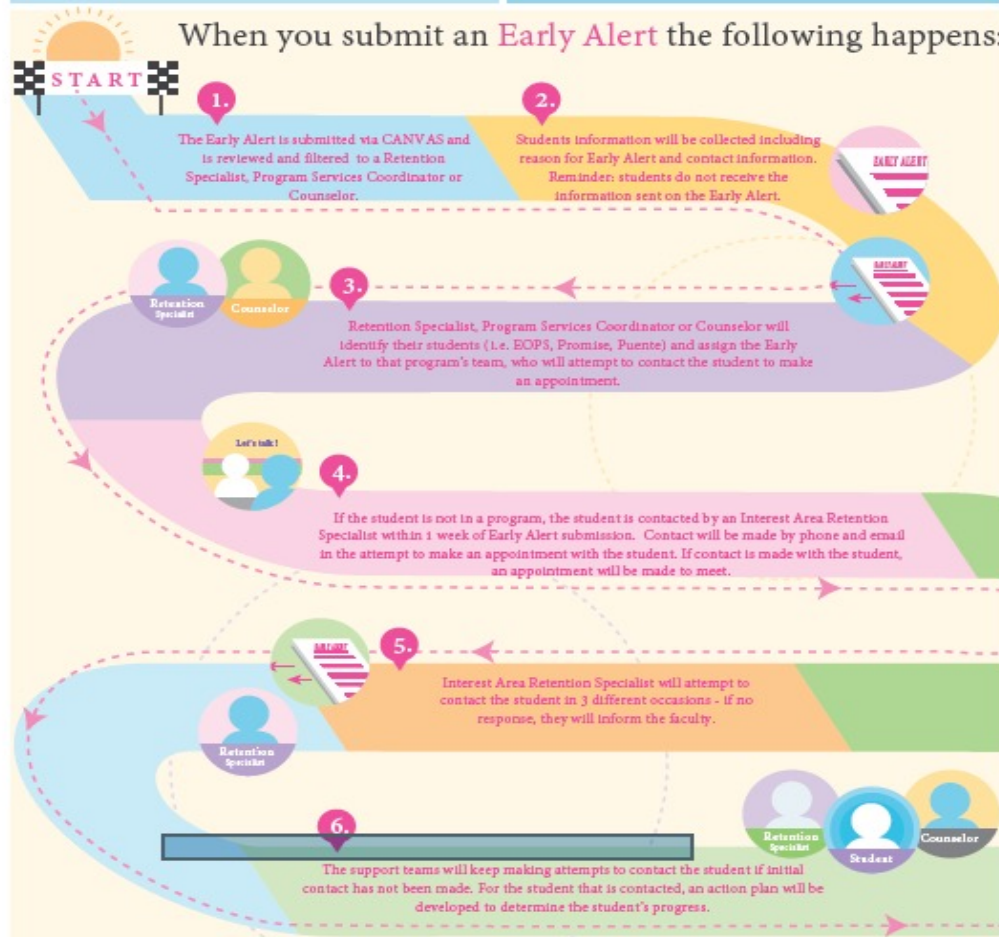 When you submit an Early Alert the following happens:
START
1.
The Early Alert is submitted via CANVAS and
is reviewed and filtered to a Retention
Specialist, Program Services Coordinator or
Counselor.
2.
Students information will be collected including
reason for Early Alert and contact information.
Reminder: students do not receive the
information sent on the Early Alert.
EARLY ALERT
Retention
Specialist
Counselor
3.
Retention Specialist, Program Services Coordinator or Counselor will
identify their students (i.e. EOPS, Promise, Puente) and assign the Early
Alert to that program's team, who will attempt to contact the student to make
an appointment.
Let's talk!
4.
If the student is not in a program, the student is contacted by an Interest Area Retention
Specialist within 1 week of Early Alert submission. Contact will be made by phone and email
in the attempt to make an appointment with the student. If contact is made with the student,
an appointment will be made to meet.
5.
Interest Area Retention Specialist will attempt to
contact the student in 3 different occasions - if no
response, they will inform the faculty.
Retention
Specialist
6.
The support teams will keep making attempts to contact the student if initial
contact has not been made. For the student that is contacted, an action plan will be
developed to determine the student's progress.
Retention
Specialist
Student
Counselor